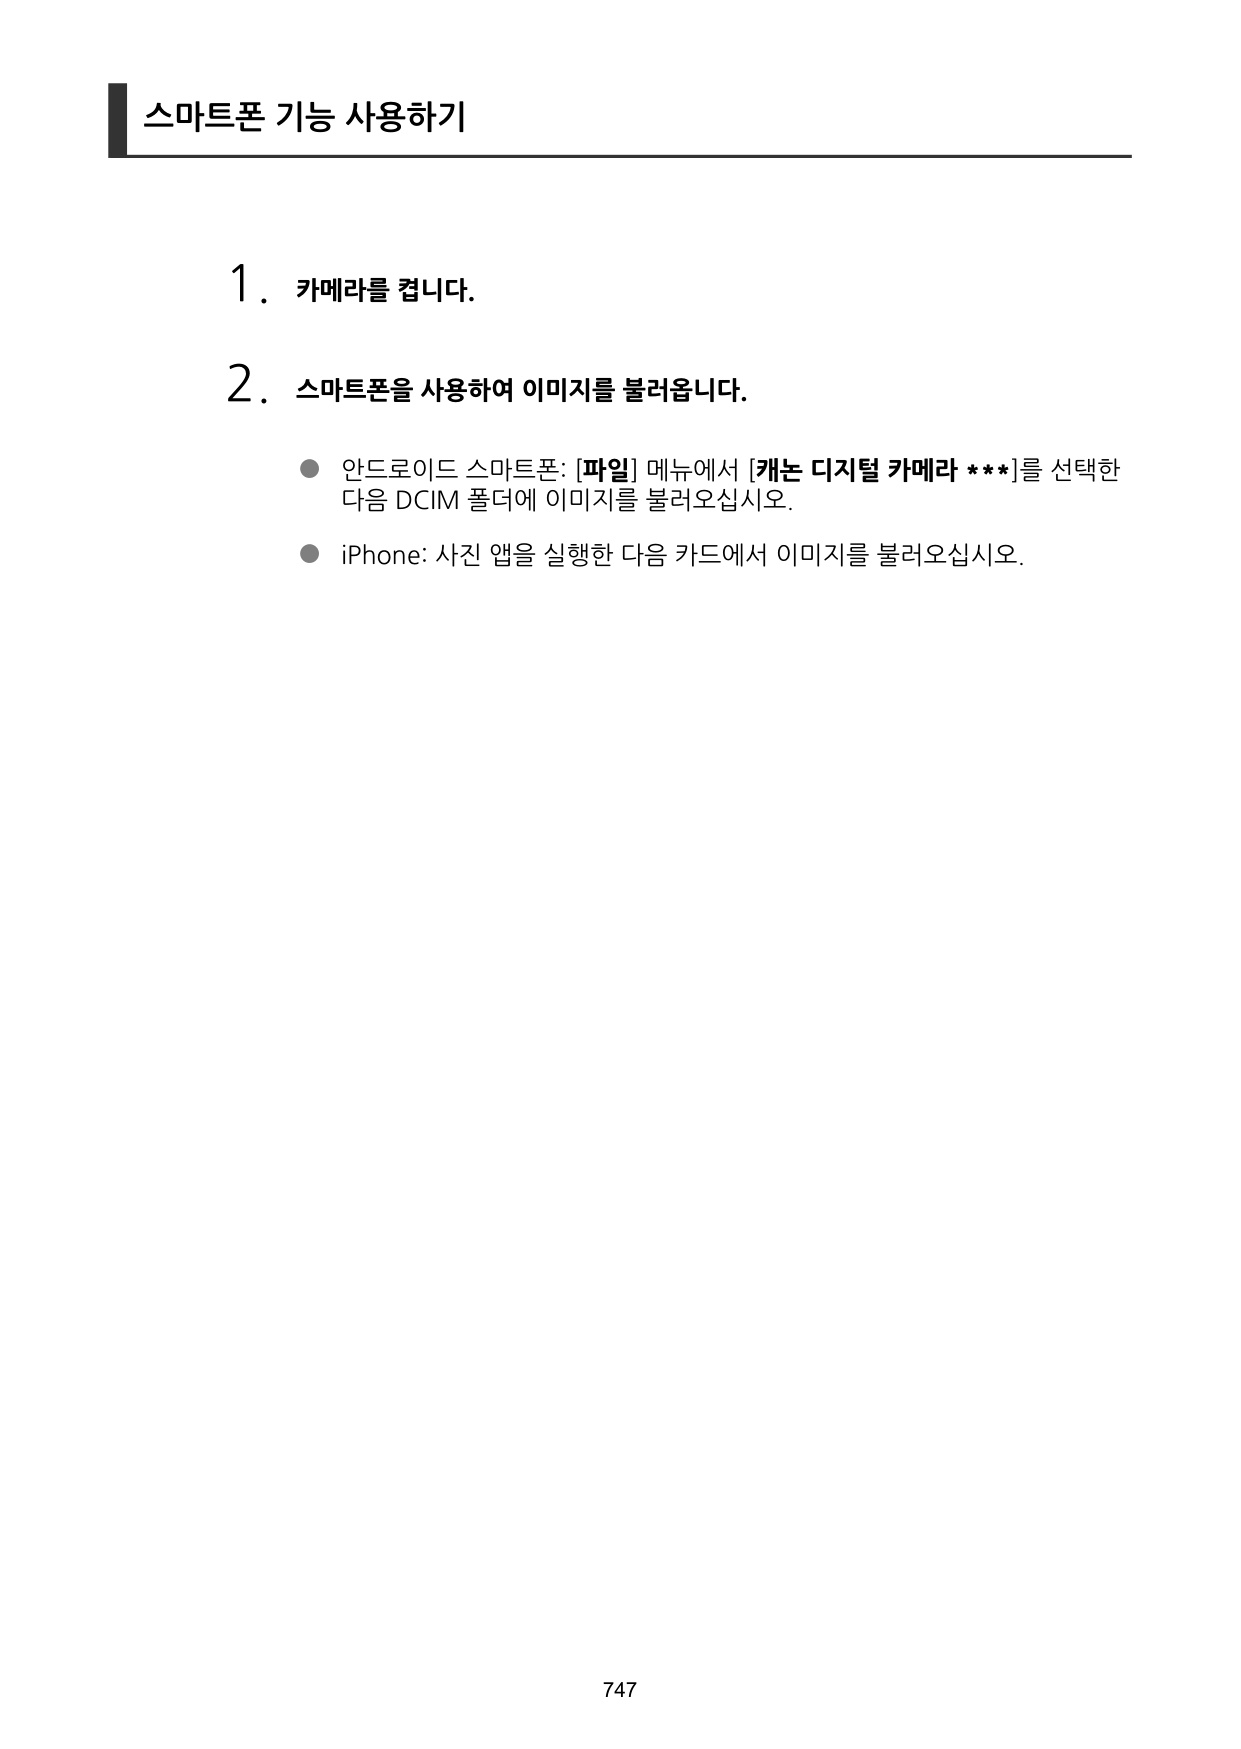 스마트폰 기능 사용하기
1. 카메라를 켭니다.
2. 스마트폰을 사용하여 이미지를 불러옵니다.
● 안드로이드 스마트폰: [파일] 메뉴에서 [캐논 디지털 카메라 ***]를 선택한
다음 DCIM 폴더에 이미지를 불러오십시오.
● iPhone: 사진 앱을 실행한 다음 카드에서 이미지를 불러오십시오.
747